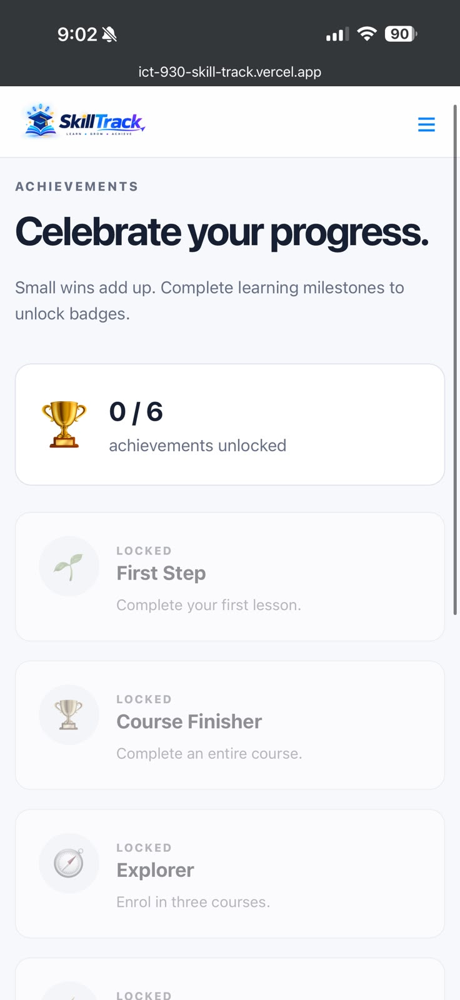 9:02
90
ict-930-skill-track.vercel.app
SkillTrack
LEARN • GROW • ACHIEVE
ACHIEVEMENTS
Celebrate your progress.
Small wins add up. Complete learning milestones to
unlock badges.
0 / 6
achievements unlocked
LOCKED
First Step
Complete your first lesson.
LOCKED
Course Finisher
Complete an entire course.
LOCKED
Explorer
Enrol in three courses.
LOCKED